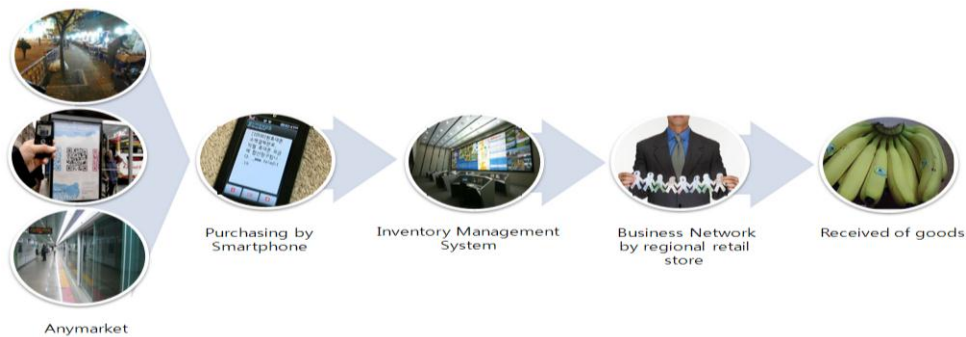 Anymarket
Purchasing by
Smartphone
Inventory Management
System
Business Network
by regional retail
store
Received of goods